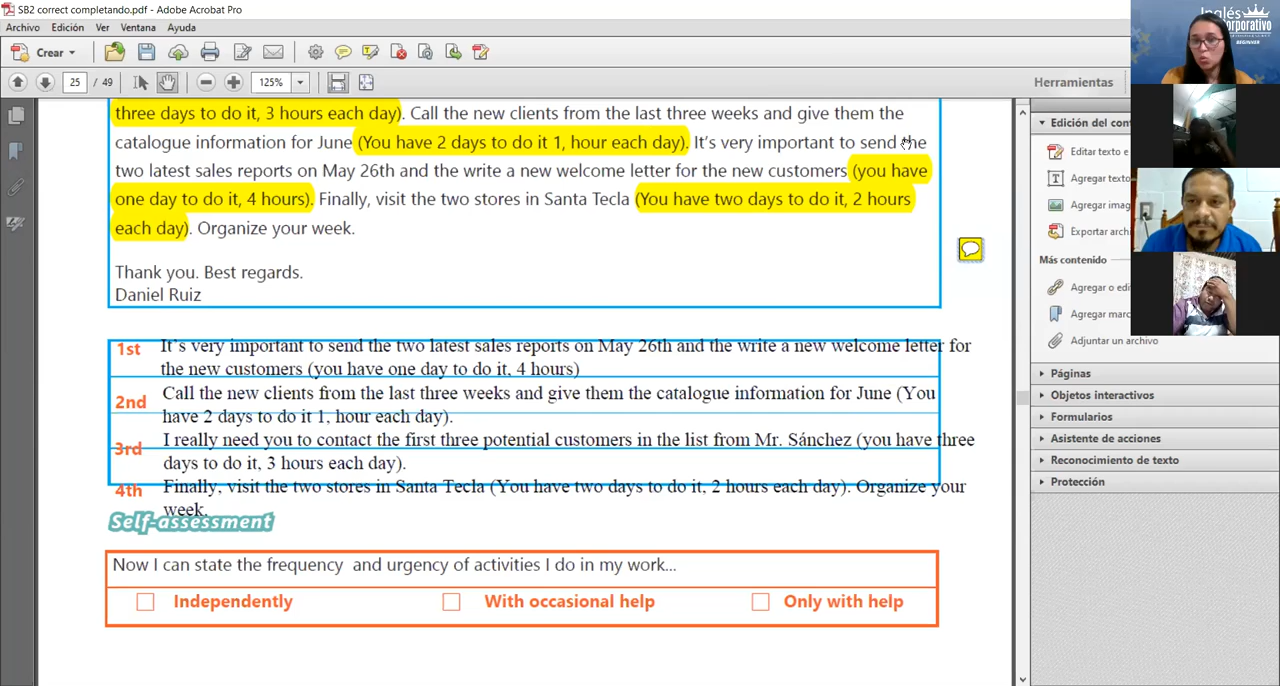 SB2 correct completando.pdf - Adobe Acrobat Pro
Archivo Edición Ver Ventana Ayuda
Crear
25 / 49 125% Herramientas
three days to do it, 3 hours each day). Call the new clients from the last three weeks and give them the
catalogue information for June (You have 2 days to do it 1, hour each day). It's very important to send the
two latest sales reports on May 26th and the write a new welcome letter for the new customers (you have
one day to do it, 4 hours). Finally, visit the two stores in Santa Tecla (You have two days to do it, 2 hours
each day). Organize your week.
Thank you. Best regards.
Daniel Ruiz
1st It's very important to send the two latest sales reports on May 26th and the write a new welcome letter for
the new customers (you have one day to do it, 4 hours)
2nd Call the new clients from the last three weeks and give them the catalogue information for June (You
have 2 days to do it 1, hour each day).
3rd I really need you to contact the first three potential customers in the list from Mr. Sánchez (you have three
days to do it, 3 hours each day).
4th Finally, visit the two stores in Santa Tecla (You have two days to do it, 2 hours each day). Organize your
week.
Self-assessment
Now I can state the frequency and urgency of activities I do in my work...
Independently With occasional help Only with help
Edición del con
Editar texto e
Agregar texto
Agregar imag
Exportar archi
Más contenido
Agregar o edi
Agregar marc
Adjuntar un archivo
Páginas
Objetos interactivos
Formularios
Asistente de acciones
Reconocimiento de texto
Protección
Inglés
BEGINNER